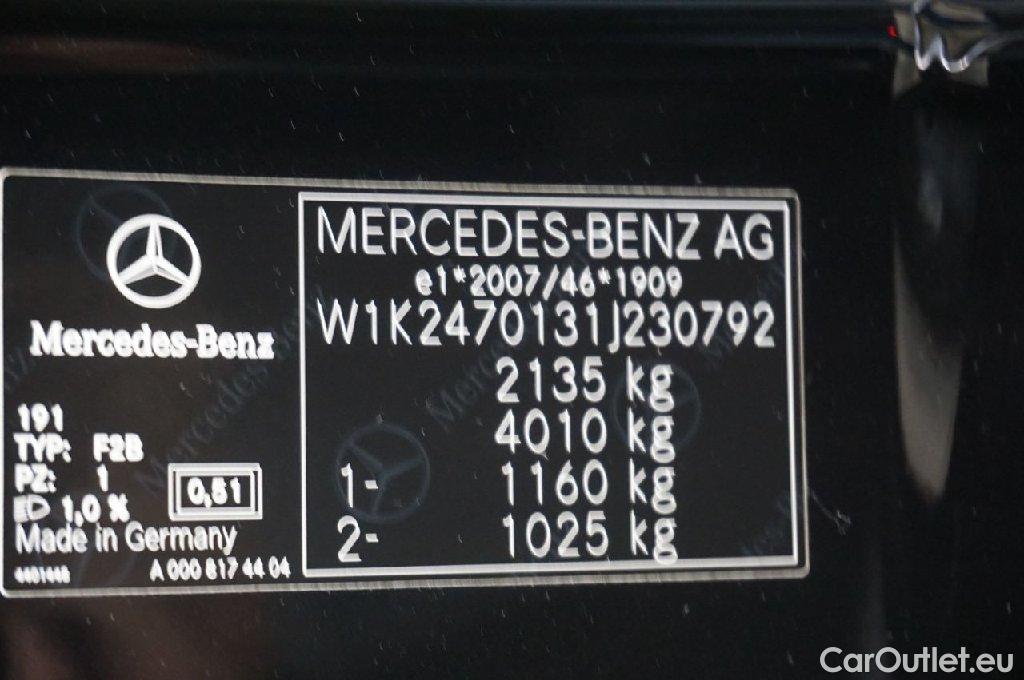 Mercedes-Benz
191
TYP: F2B
PZ: 1
1,0 %
0,51
Made in Germany
A 000 817 44 04
MERCEDES-BENZ AG
e1*2007/46*1909
W1K2470131J230792
2135 kg
4010 kg
1- 1160 kg
2- 1025 kg
CarOutlet.eu